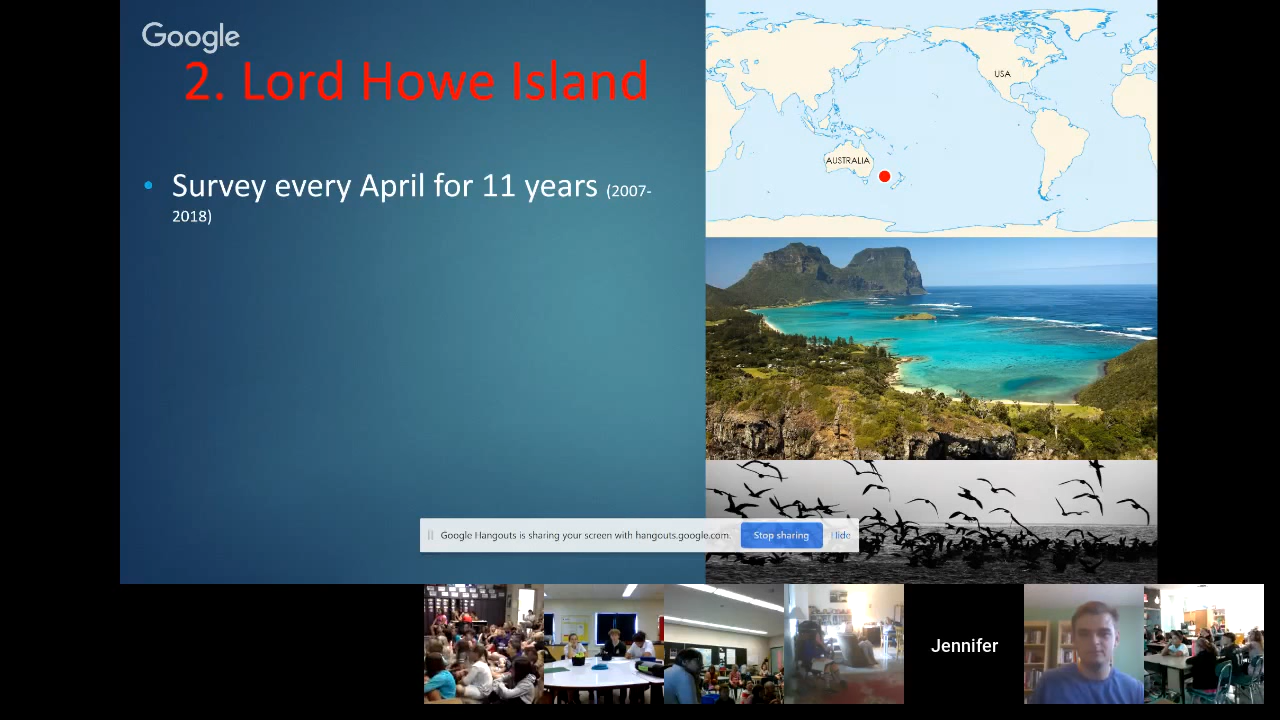 Google
2. Lord Howe Island
• Survey every April for 11 years (2007-
2018)
USA
AUSTRALIA
Google Hangouts is sharing your screen with hangouts.google.com.
Stop sharing
Hide
Jennifer